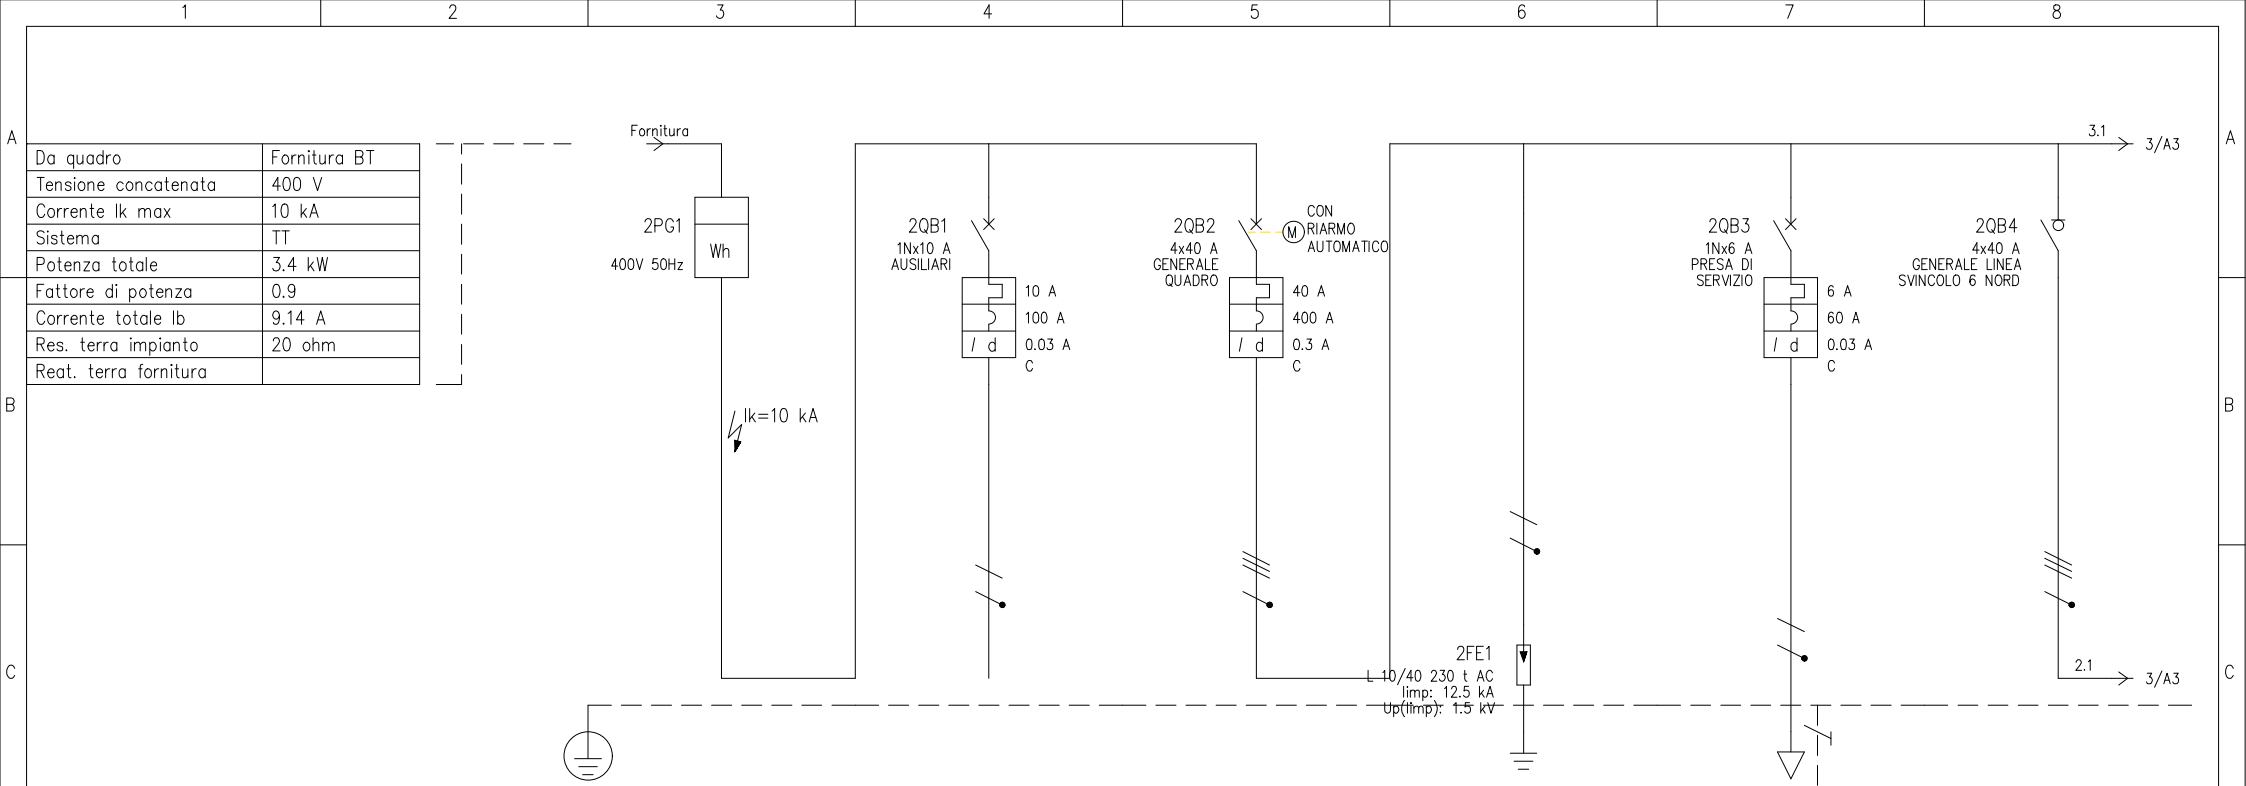 1 2 3 4 5 6 7 8
A
A
B
B
C
C
Da quadro Fornitura BT
Tensione concatenata 400 V
Corrente Ik max 10 kA
Sistema TT
Potenza totale 3.4 kW
Fattore di potenza 0.9
Corrente totale Ib 9.14 A
Res. terra impianto 20 ohm
Reat. terra fornitura
Fornitura
2PG1
400V 50Hz
Wh
Ik=10 kA
2QB1
1Nx10 A
AUSILIARI
10 A
100 A
I d 0.03 A
C
2QB2
4x40 A
GENERALE
QUADRO
M
CON
RIARMO
AUTOMATICO
40 A
400 A
I d 0.3 A
C
2FE1
L 10/40 230 t AC
Iimp: 12.5 kA
Up(Iimp): 1.5 kV
2QB3
1Nx6 A
PRESA DI
SERVIZIO
6 A
60 A
I d 0.03 A
C
2QB4
4x40 A
GENERALE LINEA
SVINCOLO 6 NORD
3.1
3/A3
2.1
3/A3